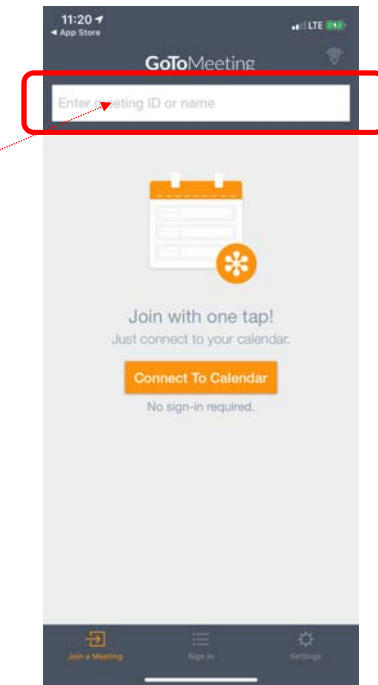 11:20
App Store
LTE
GoToMeeting
Enter meeting ID or name
Join with one tap!
Just connect to your calendar.
Connect To Calendar
No sign-in required.
Join a Meeting
Sign In
Settings